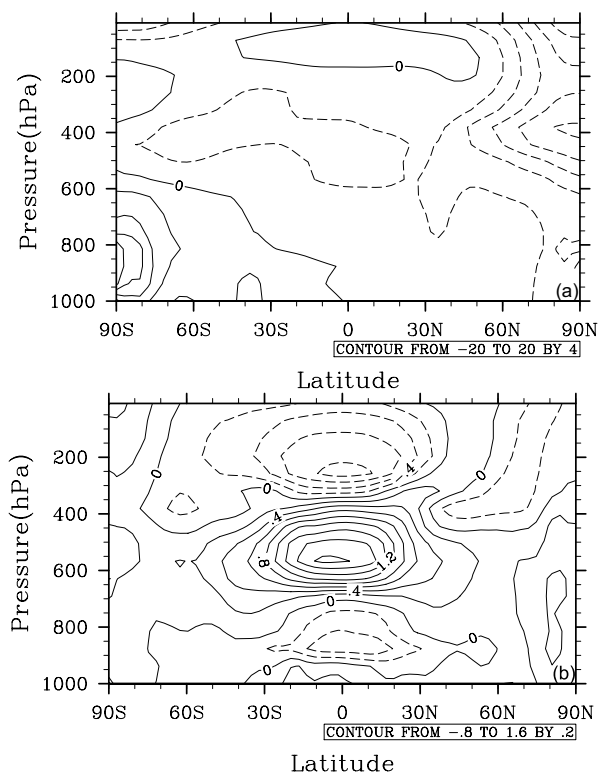 Pressure(hPa)
200
400
600
800
1000
0
0
(a)
90S 60S 30S 0 30N 60N 90N
CONTOUR FROM -20 TO 20 BY 4
Latitude
Pressure(hPa)
200
400
600
800
1000
0
.4
0
0
.4
.8
1.2
.4
0
0
0
(b)
90S 60S 30S 0 30N 60N 90N
CONTOUR FROM -.8 TO 1.6 BY .2
Latitude